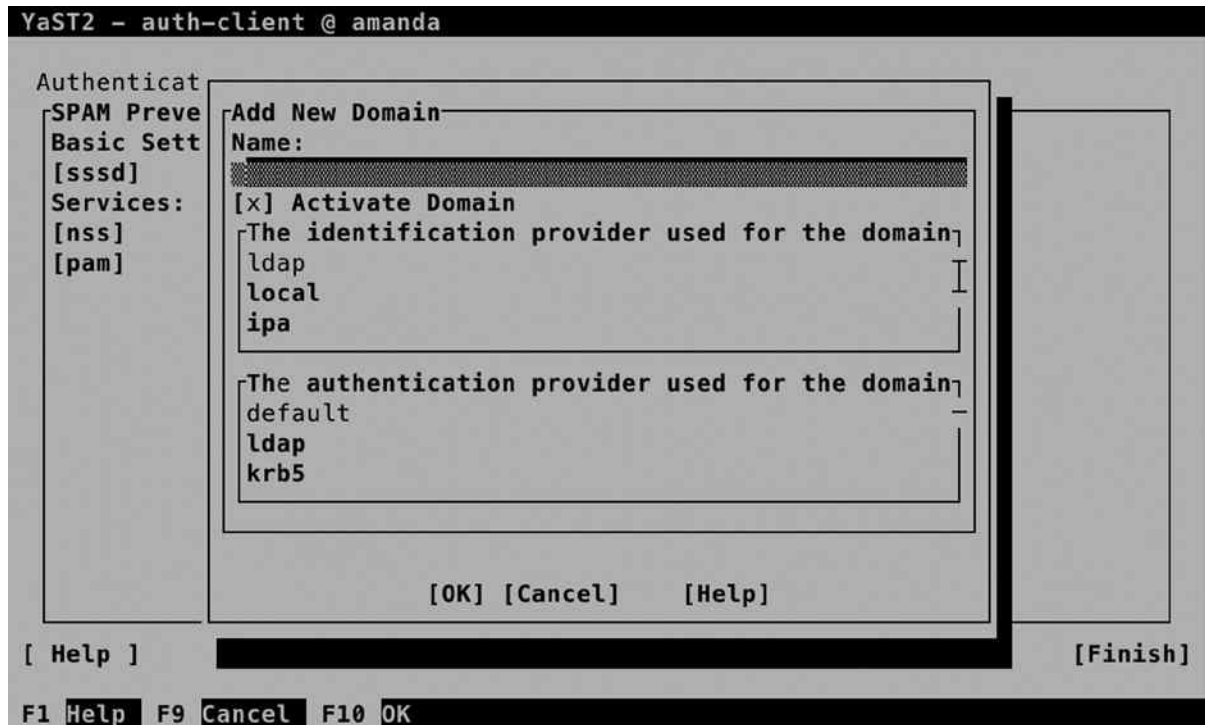 YaST2 – auth–client @ amanda
Authenticat
SPAM Preve
Basic Sett
[sssd]
Services:
[nss]
[pam]
Add New Domain
Name:
[x] Activate Domain
The identification provider used for the domain
ldap
local
ipa
The authentication provider used for the domain
default
ldap
krb5
[OK] [Cancel] [Help]
[ Help ] [Finish]
F1 Help F9 Cancel F10 OK